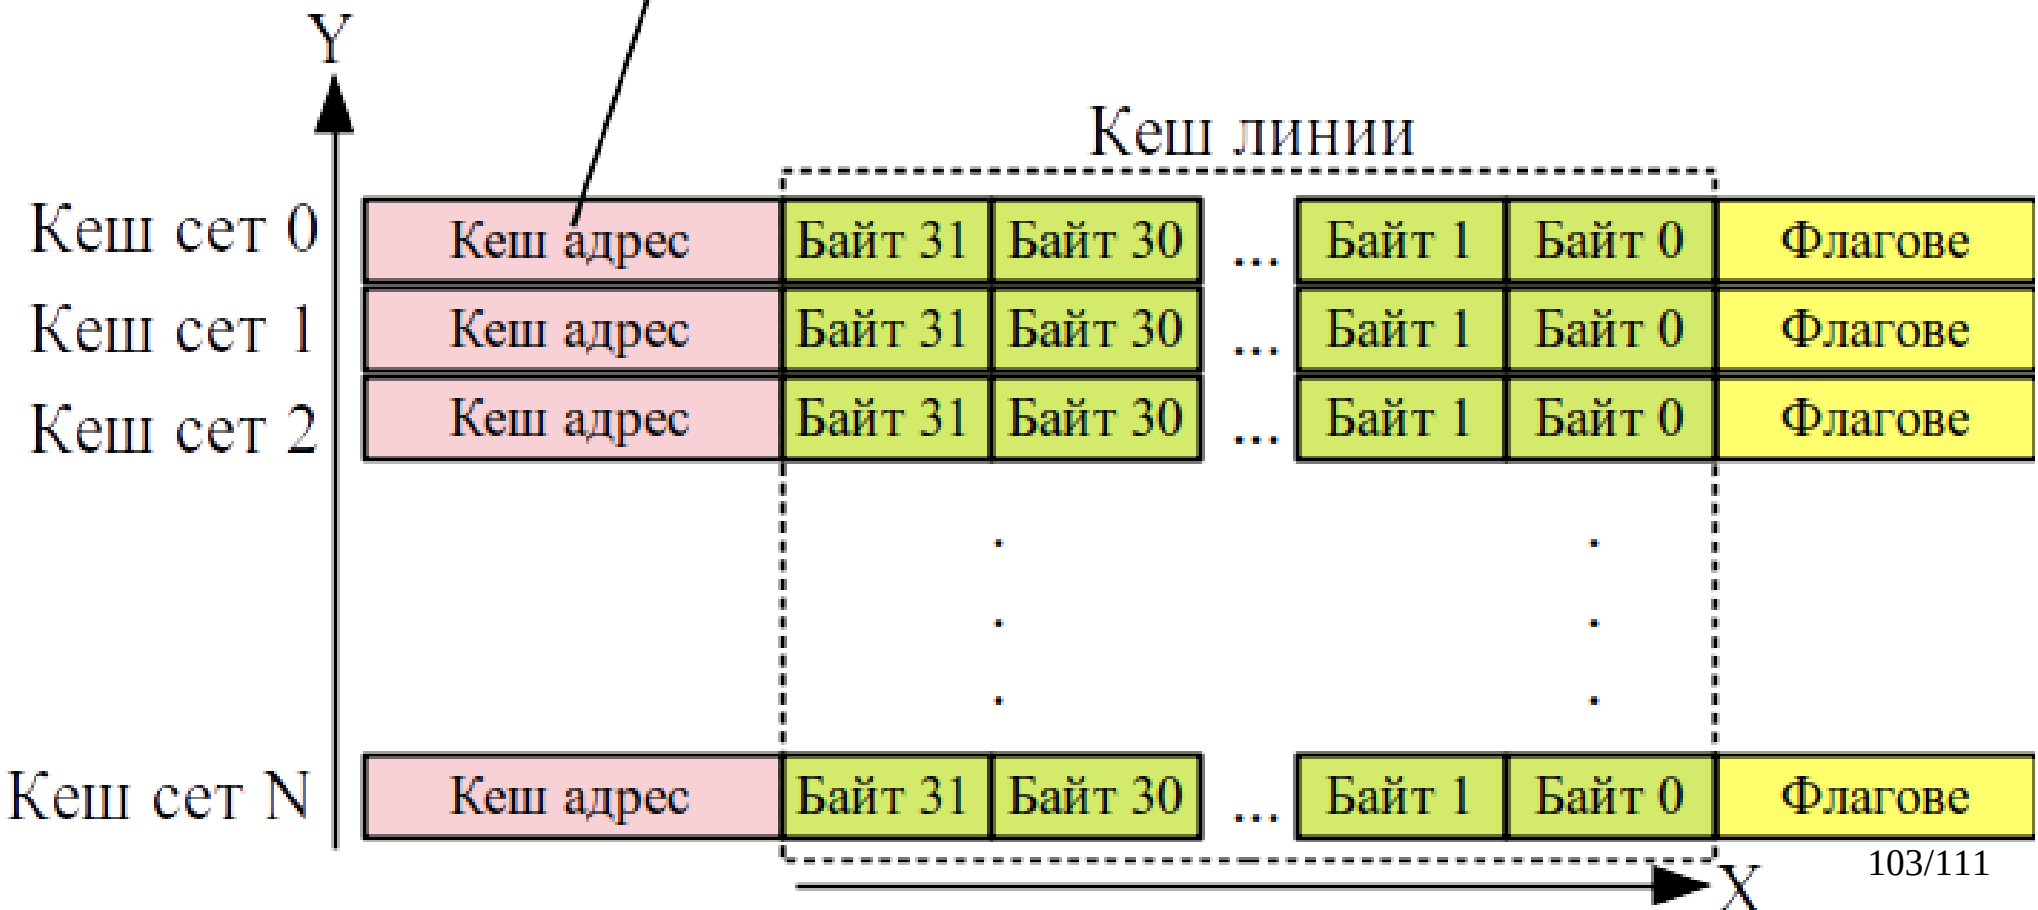 Y
Кеш линии
Кеш сет 0 Кеш адрес Байт 31 Байт 30 ... Байт 1 Байт 0 Флагове
Кеш сет 1 Кеш адрес Байт 31 Байт 30 ... Байт 1 Байт 0 Флагове
Кеш сет 2 Кеш адрес Байт 31 Байт 30 ... Байт 1 Байт 0 Флагове
. .
. .
. .
Кеш сет N Кеш адрес Байт 31 Байт 30 ... Байт 1 Байт 0 Флагове
103/111
X